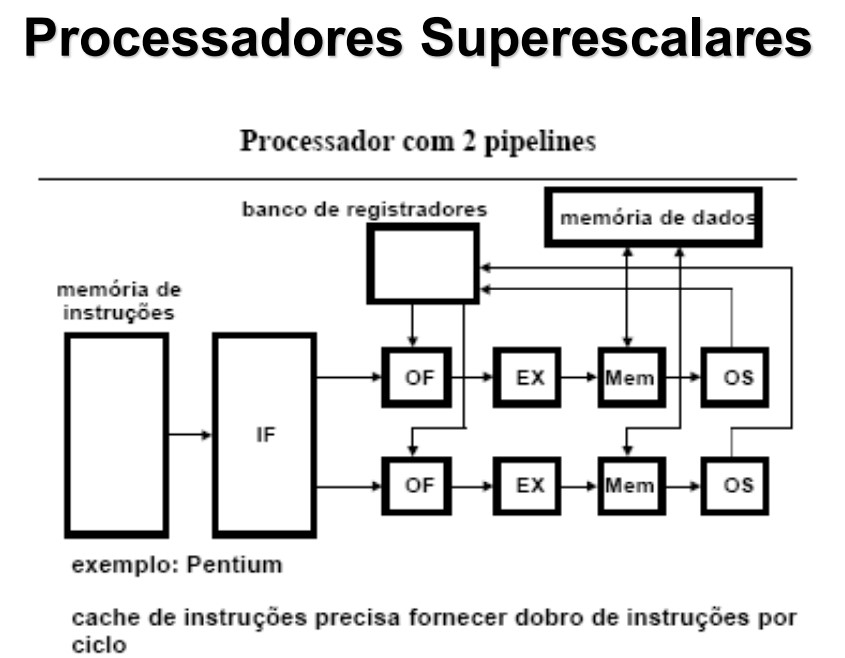 Processadores Superescalares
Processador com 2 pipelines
banco de registradores
memória de dados
memória de
instruções
IF
OF
EX
Mem
OS
OF
EX
Mem
OS
exemplo: Pentium
cache de instruções precisa fornecer dobro de instruções por
ciclo